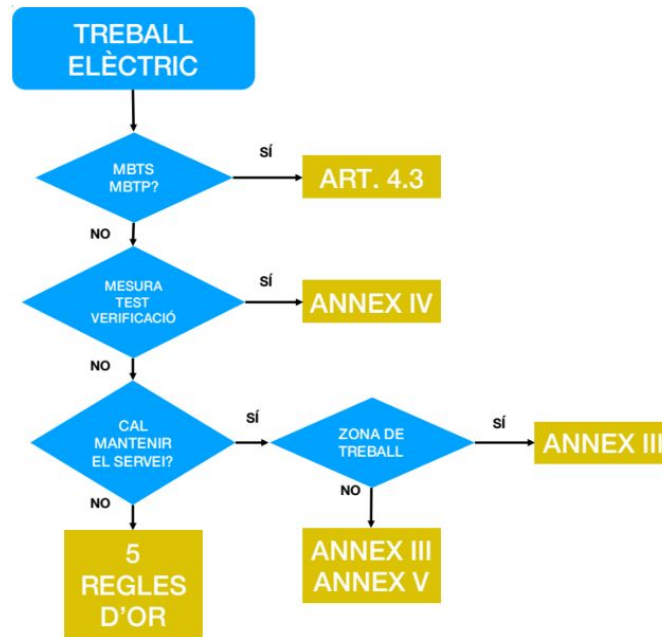 TREBALL
ELÈCTRIC
MBTS
MBTP?
SÍ
ART. 4.3
NO
MESURA
TEST
VERIFICACIÓ
SÍ
ANNEX IV
NO
CAL
MANTENIR
EL SERVEI?
SÍ
ZONA DE
TREBALL
SÍ
ANNEX III
NO
5
REGLES
D'OR
NO
ANNEX III
ANNEX V